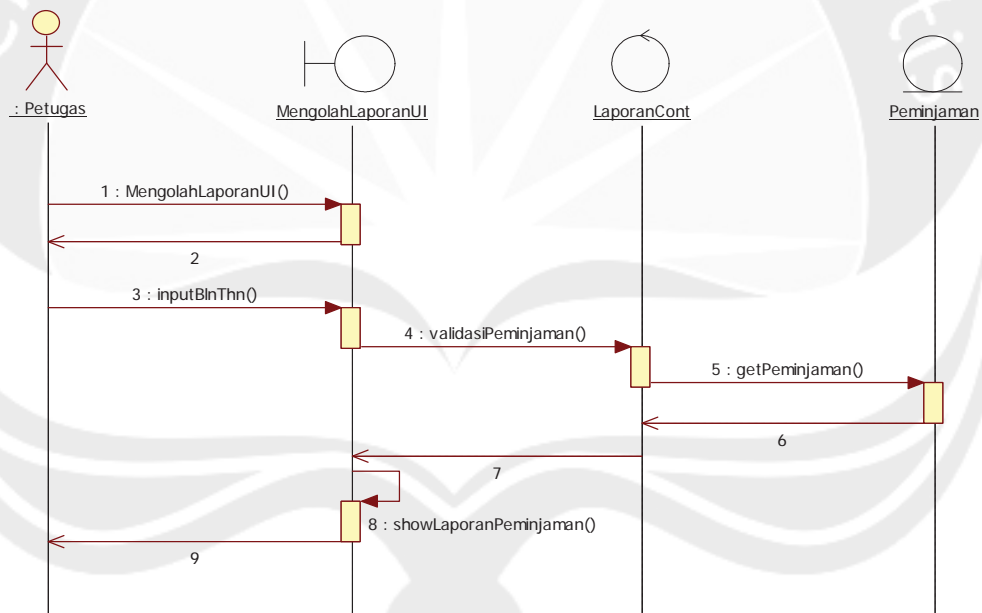 : Petugas
MengolahLaporanUI
LaporanCont
Peminjaman
1 : MengolahLaporanUI()
2
3 : inputBlnThn()
4 : validasiPeminjaman()
5 : getPeminjaman()
6
7
8 : showLaporanPeminjaman()
9